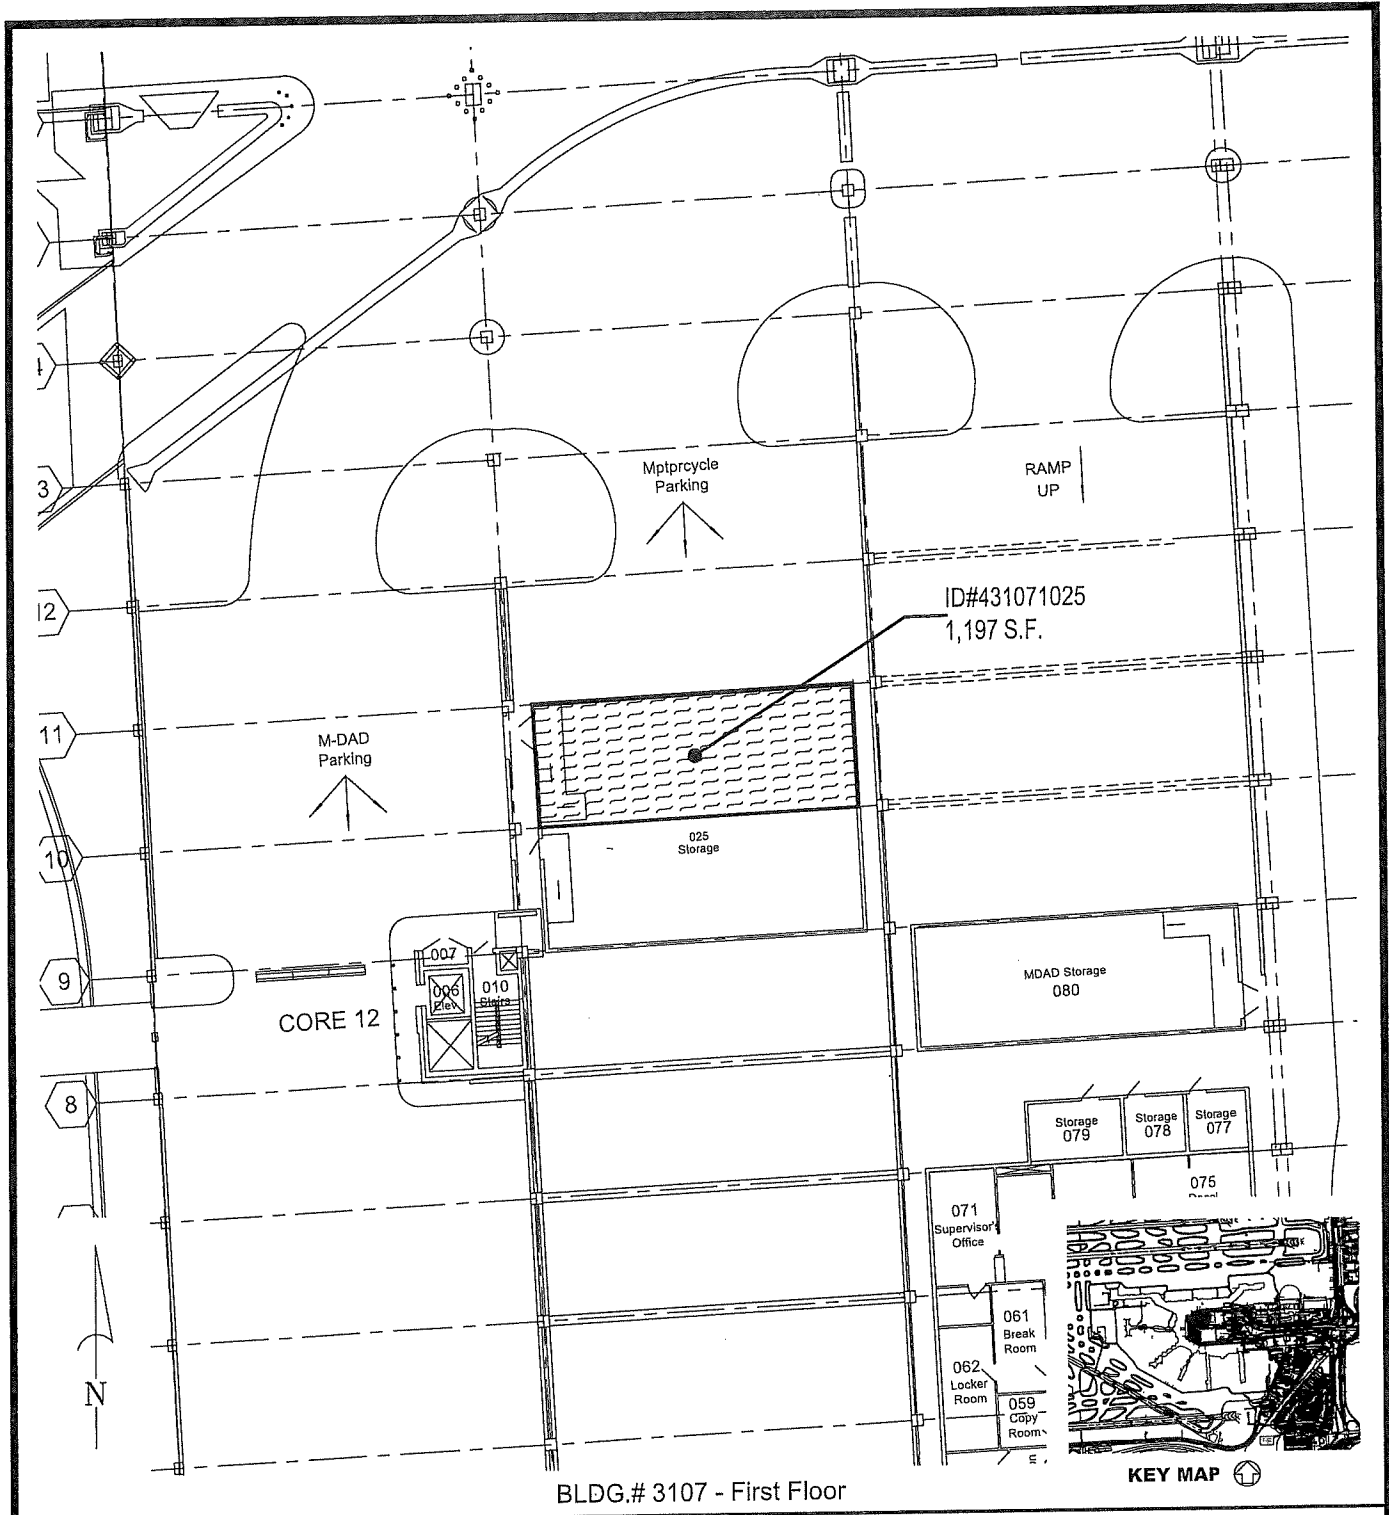 4
3
12
11
10
9
8
Mptprcycle
Parking
RAMP
UP
ID#431071025
1,197 S.F.
M-DAD
Parking
025
Storage
007
006
Elev.
010
Stairs
CORE 12
MDAD Storage
080
Storage
079
Storage
078
Storage
077
075
071
Supervisor's
Office
061
Break
Room
062
Locker
Room
059
Copy
Room
N
KEY MAP
BLDG.# 3107 - First Floor